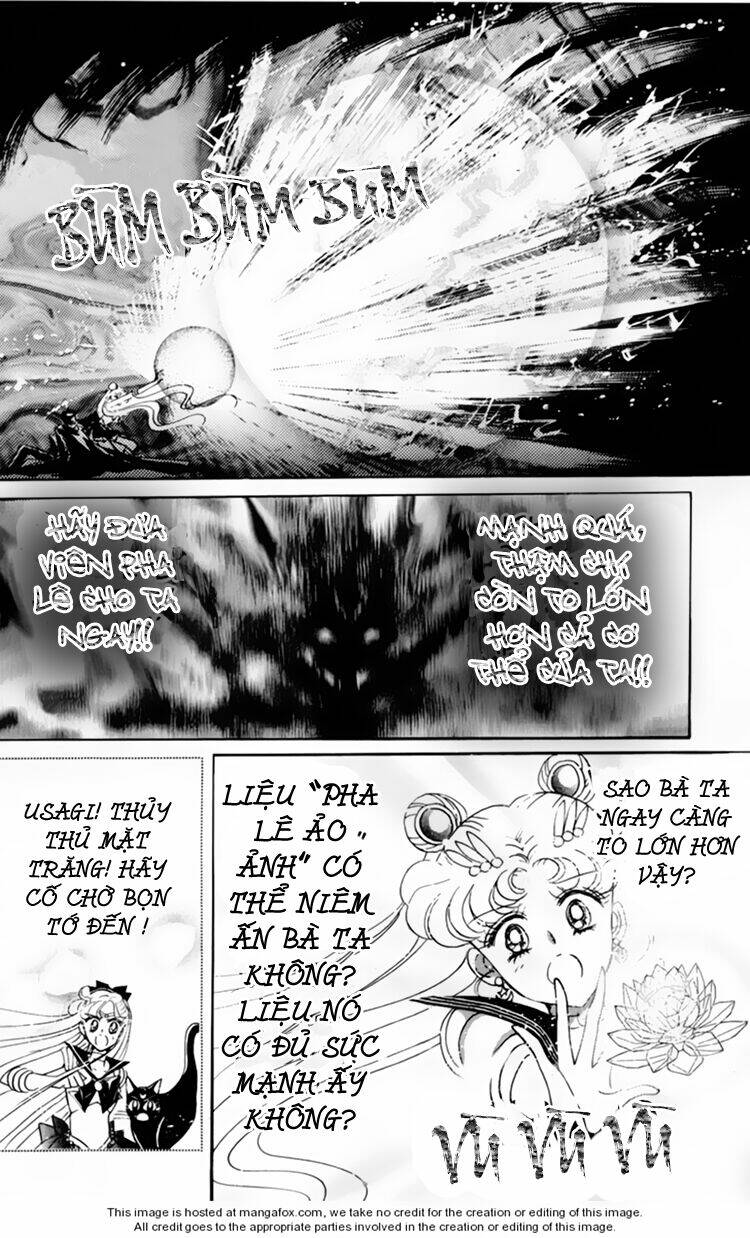 BÙM BÙM BÙM
MẠNH QUÁ,
THẬM CHÍ
CÒN TO LỚN
HƠN CẢ CƠ
THỂ CỦA TA!!
HÃY ĐƯA
VIÊN PHA
LÊ CHO TA
NGAY!!
SAO BÀ TA
NGAY CÀNG
TO LỚN HƠN
VẬY?
LIỆU “PHA
LÊ ẢO
ẢNH” CÓ
THỂ NIÊM
ẤN BÀ TA
KHÔNG?
LIỆU NÓ
CÓ ĐỦ SỨC
MẠNH ẤY
KHÔNG?
VÙ VÙ VÙ
USAGI! THỦY
THỦ MẶT
TRĂNG! HÃY
CỐ CHỜ BỌN
TỚ ĐẾN !
This image is hosted at mangafox.com, we take no credit for the creation or editing of this image.
All credit goes to the appropriate parties involved in the creation or editing of this image.